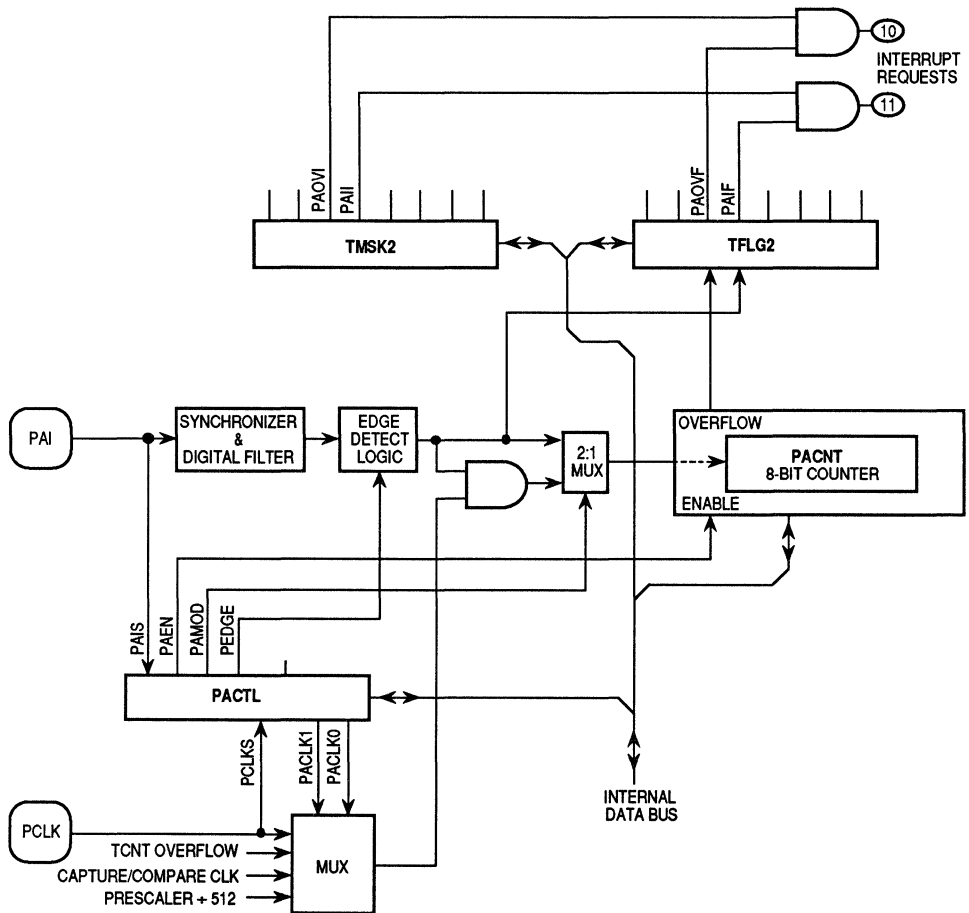 10
INTERRUPT
REQUESTS
11
PAOVI
PAII
PAOVF
PAIF
TMSK2
TFLG2
PAI
SYNCHRONIZER
&
DIGITAL FILTER
EDGE
DETECT
LOGIC
2:1
MUX
OVERFLOW
PACNT
8-BIT COUNTER
ENABLE
PAIS
PAEN
PAMOD
PEDGE
PACTL
PCLKS
PACLK1
PACLK0
INTERNAL
DATA BUS
PCLK
TCNT OVERFLOW
CAPTURE/COMPARE CLK
PRESCALER ÷ 512
MUX